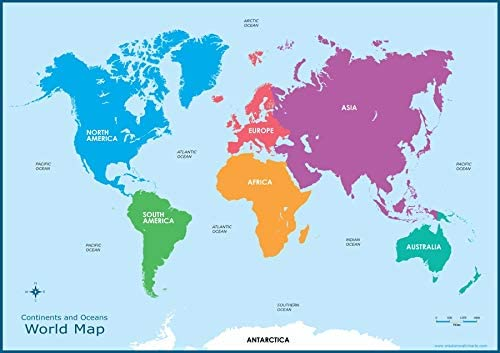 ARCTIC
OCEAN
NORTH
AMERICA
EUROPE
ASIA
PACIFIC
OCEAN
ATLANTIC
OCEAN
PACIFIC
OCEAN
AFRICA
SOUTH
AMERICA
ATLANTIC
OCEAN
PACIFIC
OCEAN
INDIAN
OCEAN
AUSTRALIA
SOUTHERN
OCEAN
Continents and Oceans
World Map
ANTARCTICA